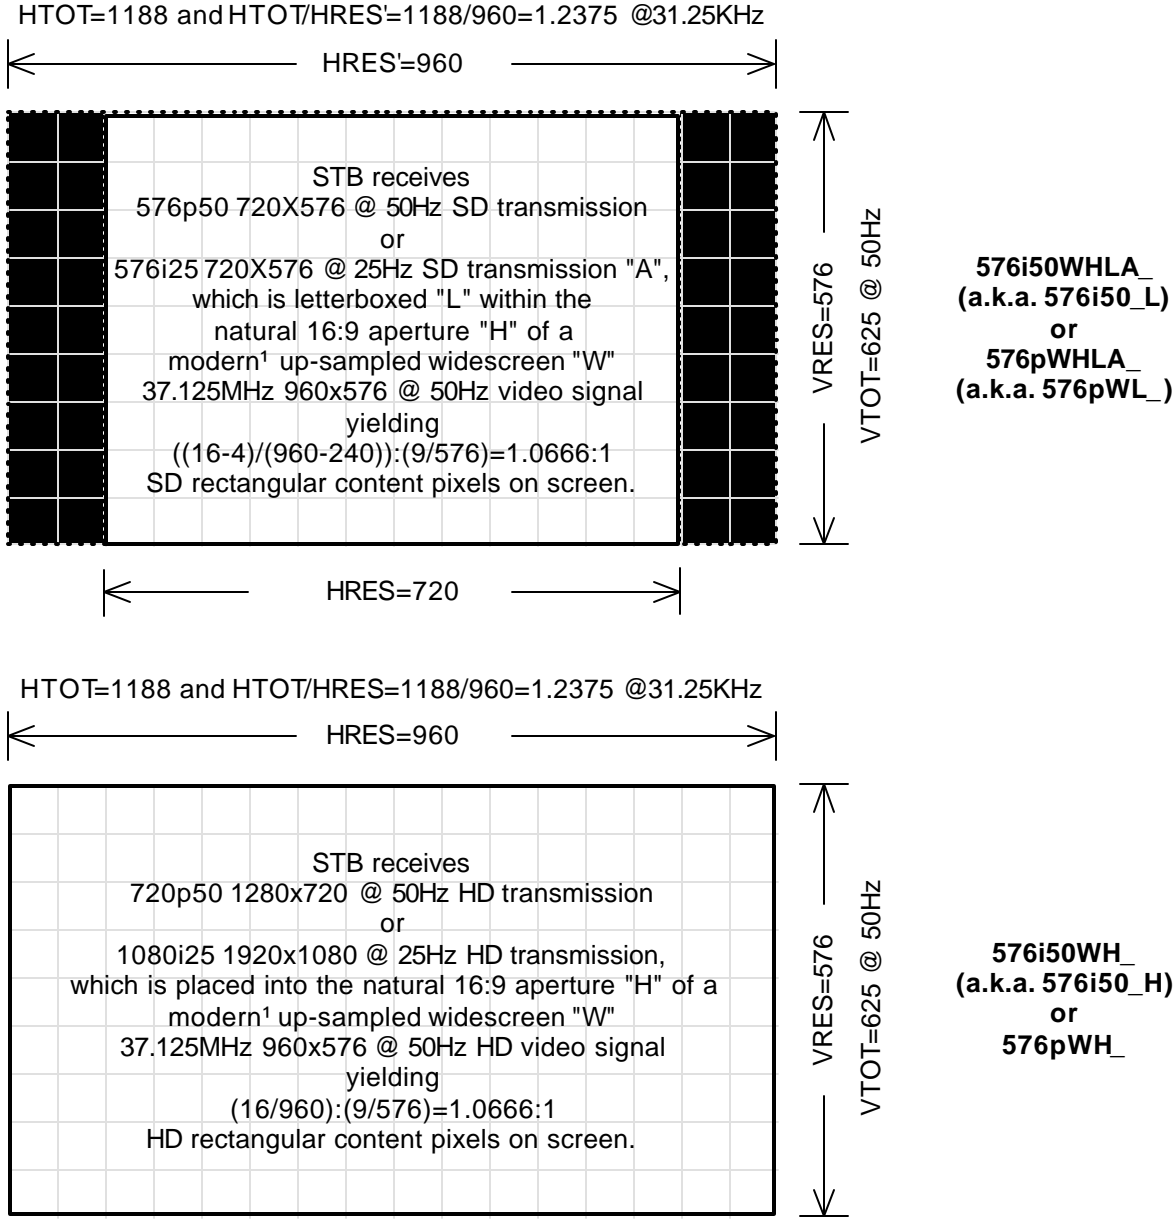 HTOT=1188 and HTOT/HRES'=1188/960=1.2375 @31.25KHz
HRES'=960
STB receives
576p50 720X576 @ 50Hz SD transmission
or
576i25 720X576 @ 25Hz SD transmission "A",
which is letterboxed "L" within the
natural 16:9 aperture "H" of a
modern¹ up-sampled widescreen "W"
37.125MHz 960x576 @ 50Hz video signal
yielding
((16-4)/(960-240)):(9/576)=1.0666:1
SD rectangular content pixels on screen.
VRES=576
VTOT=625 @ 50Hz
576i50WHLA_
(a.k.a. 576i50_L)
or
576pWHLA_
(a.k.a. 576pWL_)
HRES=720
HTOT=1188 and HTOT/HRES=1188/960=1.2375 @31.25KHz
HRES=960
STB receives
720p50 1280x720 @ 50Hz HD transmission
or
1080i25 1920x1080 @ 25Hz HD transmission,
which is placed into the natural 16:9 aperture "H" of a
modern¹ up-sampled widescreen "W"
37.125MHz 960x576 @ 50Hz HD video signal
yielding
(16/960):(9/576)=1.0666:1
HD rectangular content pixels on screen.
VRES=576
VTOT=625 @ 50Hz
576i50WH_
(a.k.a. 576i50_H)
or
576pWH_